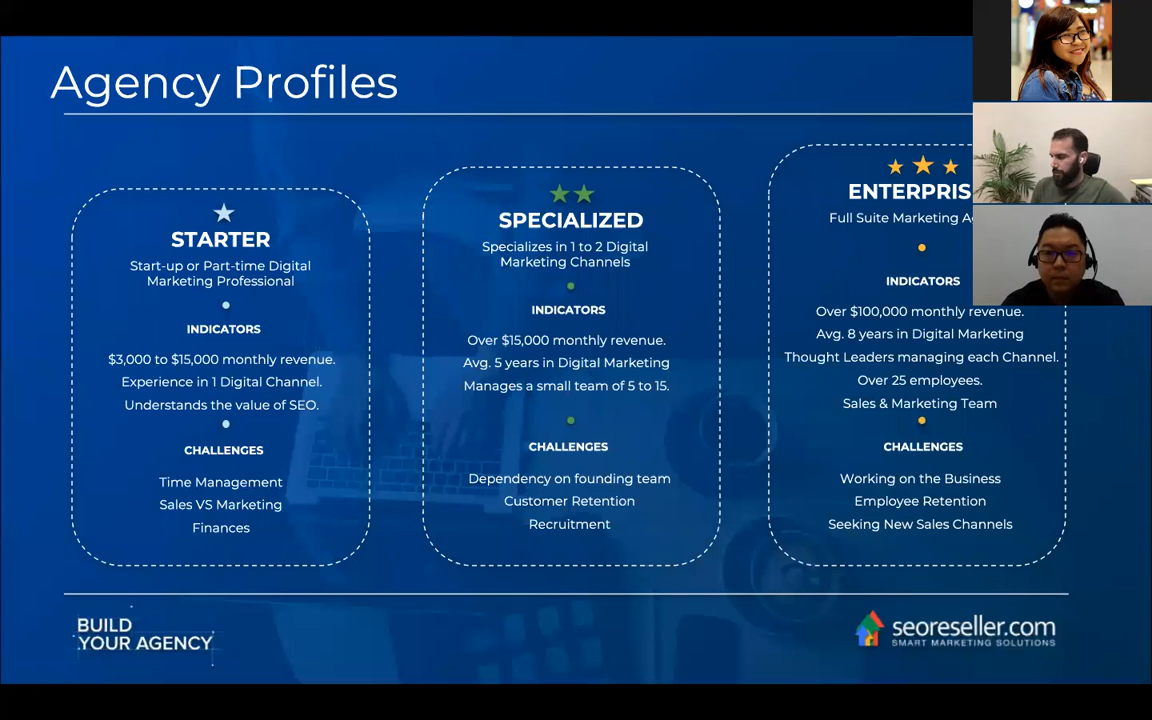 Agency Profiles
STARTER
Start-up or Part-time Digital
Marketing Professional
INDICATORS
$3,000 to $15,000 monthly revenue.
Experience in 1 Digital Channel.
Understands the value of SEO.
CHALLENGES
Time Management
Sales VS Marketing
Finances
SPECIALIZED
Specializes in 1 to 2 Digital
Marketing Channels
INDICATORS
Over $15,000 monthly revenue.
Avg. 5 years in Digital Marketing
Manages a small team of 5 to 15.
CHALLENGES
Dependency on founding team
Customer Retention
Recruitment
ENTERPRIS
Full Suite Marketing
INDICATORS
Over $100,000 monthly revenue.
Avg. 8 years in Digital Marketing
Thought Leaders managing each Channel.
Over 25 employees.
Sales & Marketing Team
CHALLENGES
Working on the Business
Employee Retention
Seeking New Sales Channels
BUILD
YOUR AGENCY
seoreseller.com
SMART MARKETING SOLUTIONS